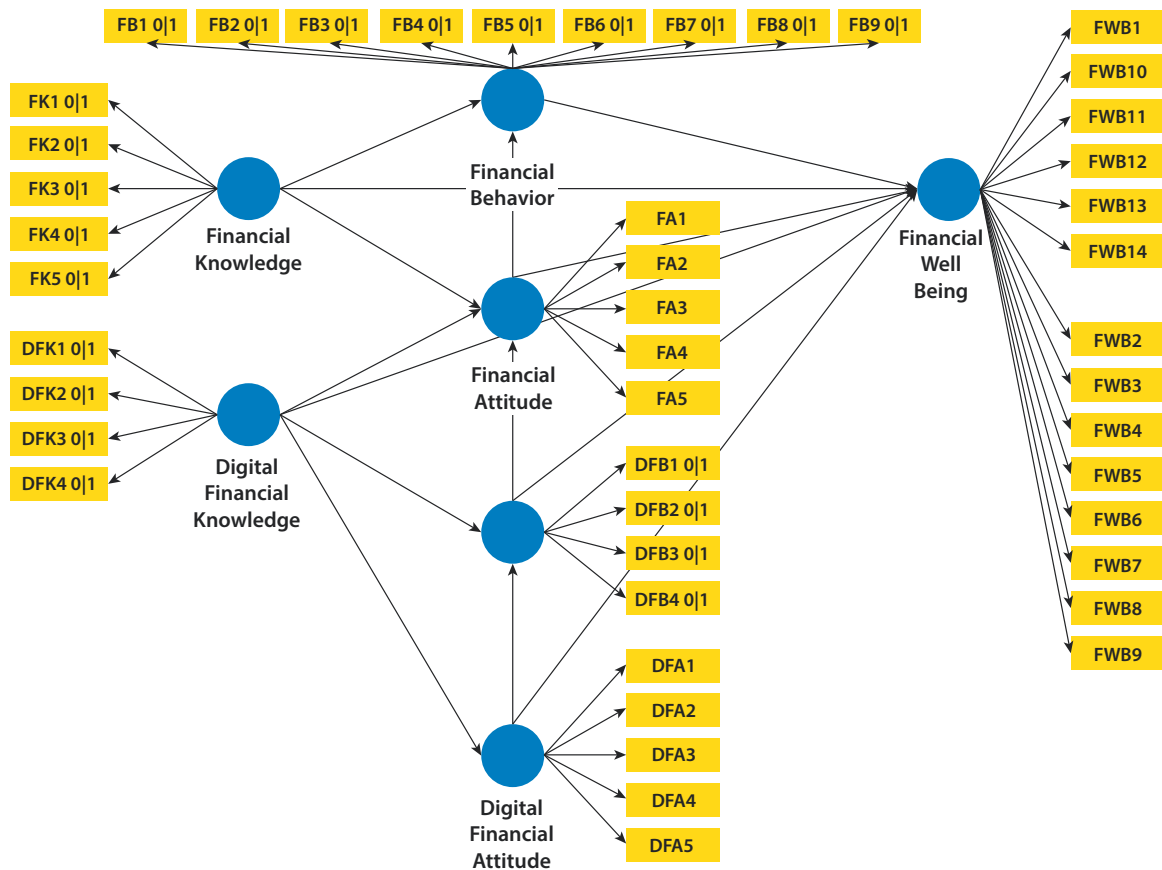 FB1 0|1
FB2 0|1
FB3 0|1
FB4 0|1
FB5 0|1
FB6 0|1
FB7 0|1
FB8 0|1
FB9 0|1
FK1 0|1
FK2 0|1
FK3 0|1
FK4 0|1
FK5 0|1
Financial
Knowledge
DFK1 0|1
DFK2 0|1
DFK3 0|1
DFK4 0|1
Digital
Financial
Knowledge
Financial
Behavior
FA1
FA2
FA3
FA4
FA5
Financial
Attitude
DFB1 0|1
DFB2 0|1
DFB3 0|1
DFB4 0|1
DFA1
DFA2
DFA3
DFA4
DFA5
Digital
Financial
Attitude
Financial
Well
Being
FWB1
FWB10
FWB11
FWB12
FWB13
FWB14
FWB2
FWB3
FWB4
FWB5
FWB6
FWB7
FWB8
FWB9